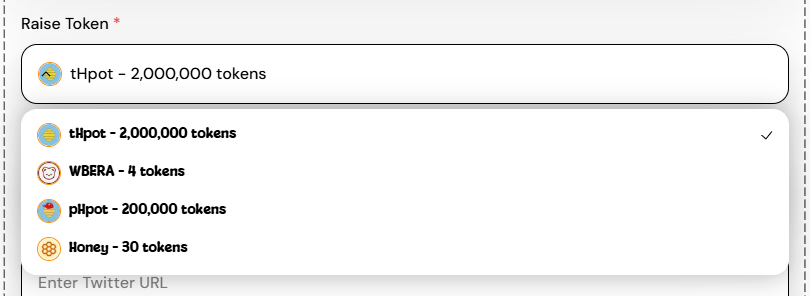 Raise Token *
tHpot - 2,000,000 tokens
tHpot - 2,000,000 tokens
WBERA - 4 tokens
pHpot - 200,000 tokens
Honey - 30 tokens
Enter Twitter URL